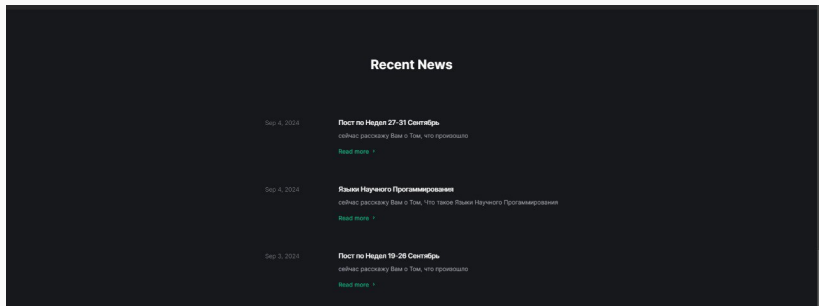 Recent News
Sep 4, 2024
Пост по Недел 27-31 Сентябрь
сейчас расскажу Вам о Том, что произошло
Read more ›
Sep 4, 2024
Языки Научного Прогаммирования
сейчас расскажу Вам о Том, Что такое Языки Научного Прогаммирования
Read more ›
Sep 3, 2024
Пост по Недел 19-26 Сентябрь
сейчас расскажу Вам о Том, что произошло
Read more ›